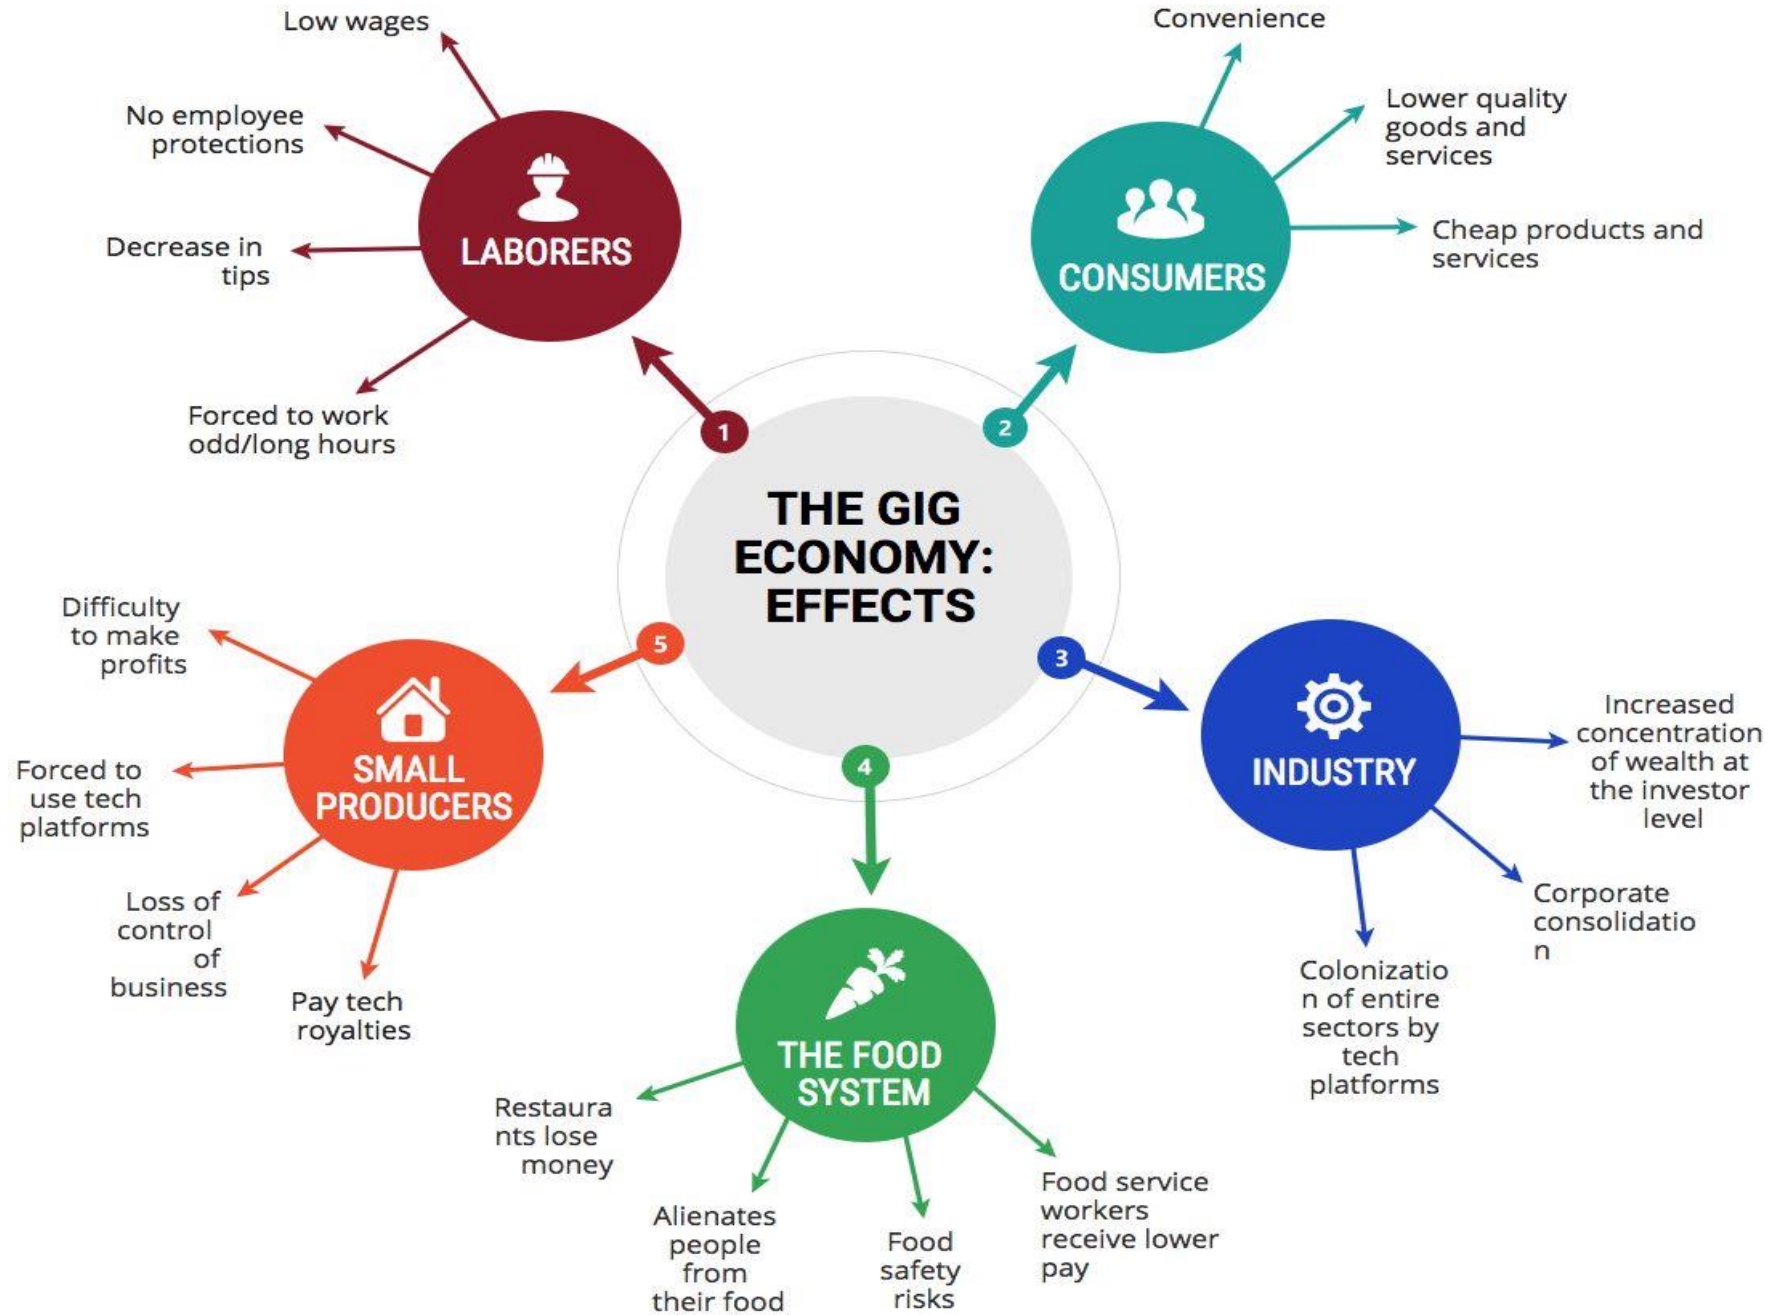 THE GIG
ECONOMY:
EFFECTS
1
LABORERS
Low wages
No employee
protections
Decrease in
tips
Forced to work
odd/long hours
2
CONSUMERS
Convenience
Lower quality
goods and
services
Cheap products and
services
3
INDUSTRY
Increased
concentration
of wealth at
the investor
level
Corporate
consolidatio
n
Colonizatio
n of entire
sectors by
tech
platforms
4
THE FOOD
SYSTEM
Food service
workers
receive lower
pay
Food
safety
risks
Alienates
people
from
their food
Restaura
nts lose
money
5
SMALL
PRODUCERS
Difficulty
to make
profits
Forced to
use tech
platforms
Loss of
control
of
business
Pay tech
royalties